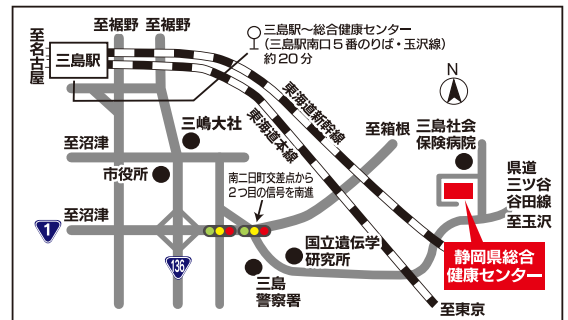 至裾野
至裾野
至名古屋
三島駅
三島駅~総合健康センター
(三島駅南口5番のりば・玉沢線)
約20分
N
東海道新幹線
東海道本線
三嶋大社
至箱根
三島社会
保険病院
至沼津
市役所
南二日町交差点から
2つ目の信号を南進
県道
三ツ谷
谷田線
至玉沢
至沼津
1
136
国立遺伝学
研究所
静岡県総合
健康センター
三島
警察署
至東京